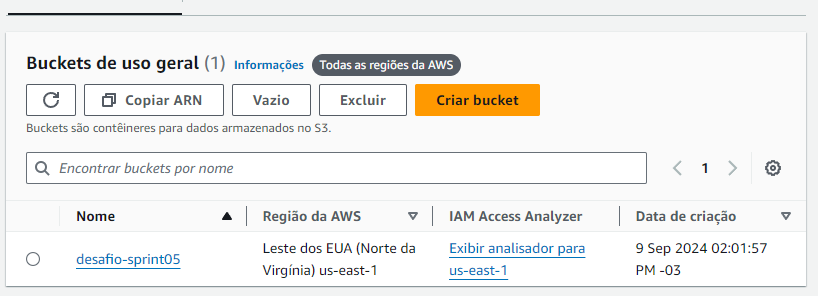 Buckets de uso geral (1) Informações Todas as regiões da AWS
Copiar ARN Vazio Excluir Criar bucket
Buckets são contêineres para dados armazenados no S3.
Encontrar buckets por nome 1
Nome Região da AWS IAM Access Analyzer Data de criação
desafio-sprint05
Leste dos EUA (Norte da
Virgínia) us-east-1
Exibir analisador para
us-east-1
9 Sep 2024 02:01:57
PM -03